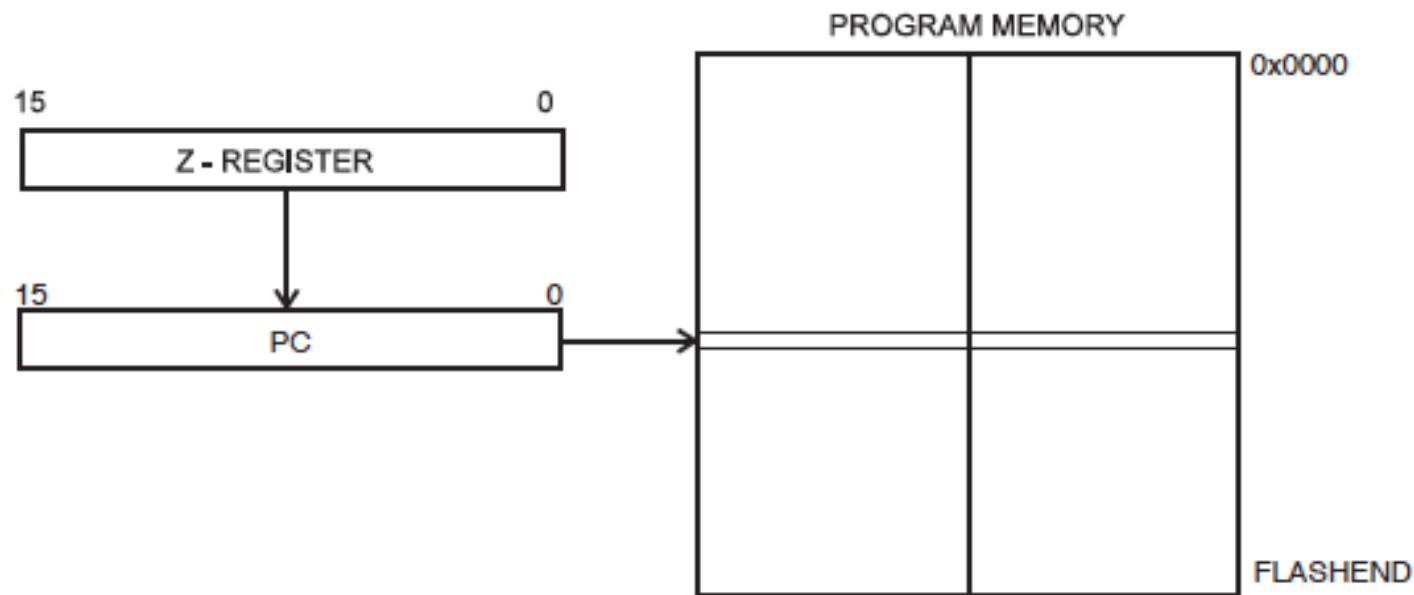 PROGRAM MEMORY
0x0000
15 0
Z - REGISTER
15 0
PC
FLASHEND